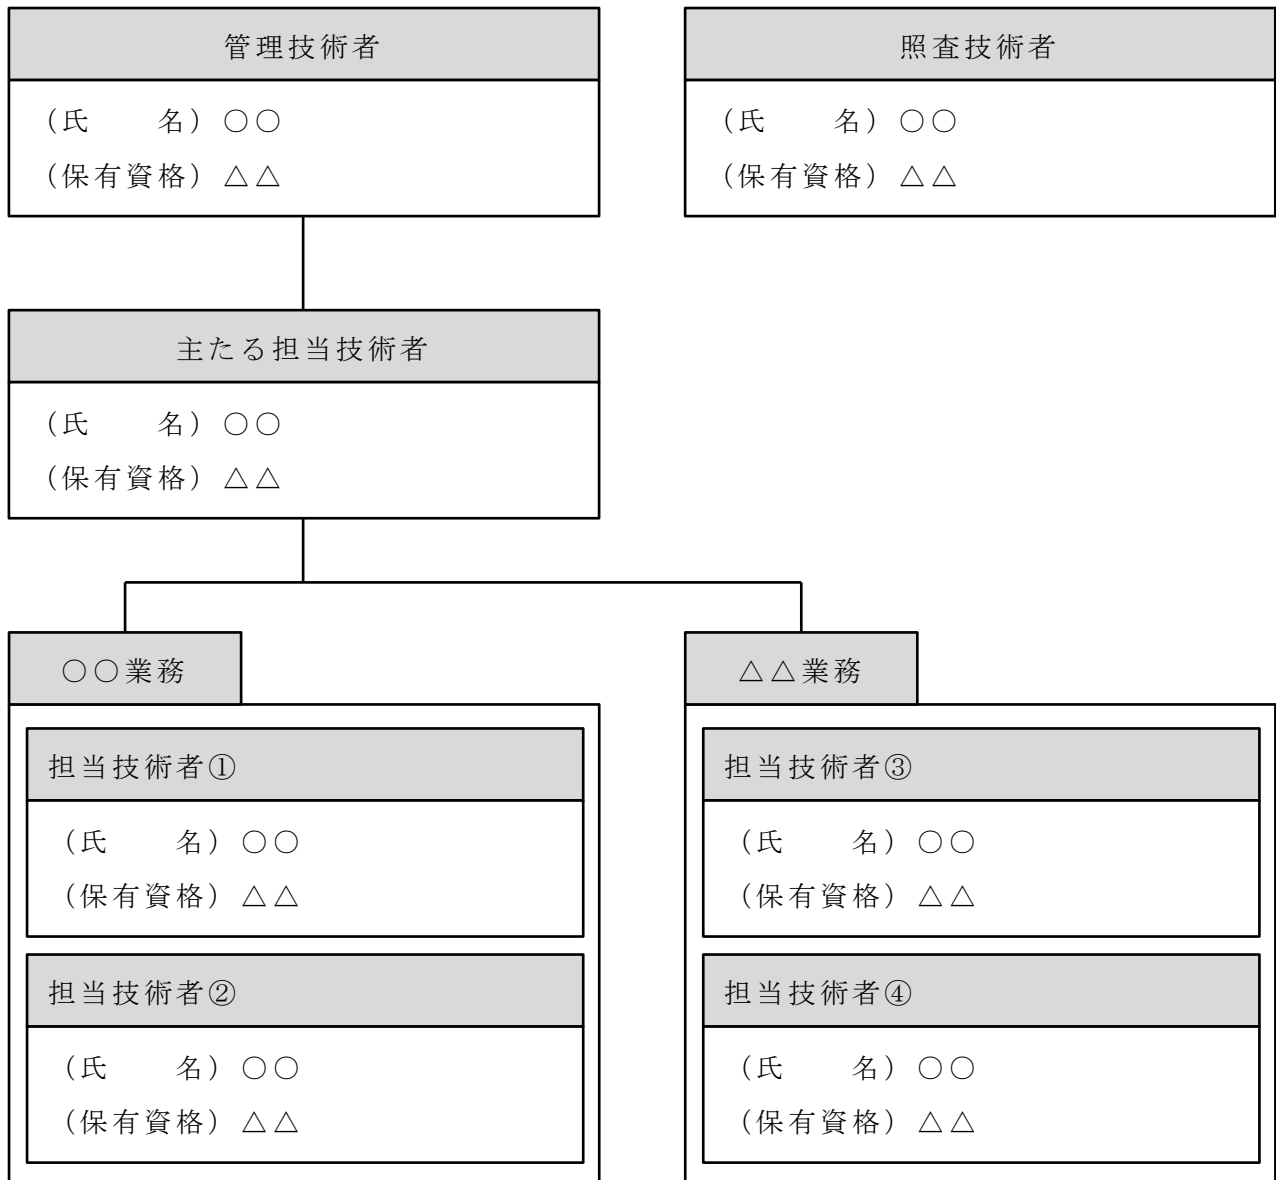 管理技術者
(氏　　名)○○
(保有資格)△△
照査技術者
(氏　　名)○○
(保有資格)△△
主たる担当技術者
(氏　　名)○○
(保有資格)△△
○○業務
担当技術者①
(氏　　名)○○
(保有資格)△△
担当技術者②
(氏　　名)○○
(保有資格)△△
△△業務
担当技術者③
(氏　　名)○○
(保有資格)△△
担当技術者④
(氏　　名)○○
(保有資格)△△